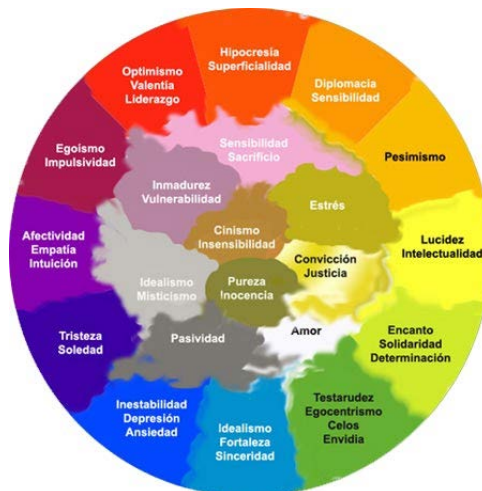 Hipocresía
Superficialidad
Optimismo
Valentía
Liderazgo
Diplomacia
Sensibilidad
Sensibilidad
Sacrificio
Egoísmo
Impulsividad
Pesimismo
Inmadurez
Vulnerabilidad
Estrés
Cinismo
Insensibilidad
Afectividad
Empatía
Intuición
Lucidez
Intelectualidad
Convicción
Justicia
Idealismo
Misticismo
Pureza
Inocencia
Tristeza
Soledad
Pasividad
Amor
Encanto
Solidaridad
Determinación
Inestabilidad
Depresión
Ansiedad
idealismo
Fortaleza
Sinceridad
Testarudez
Egocentrismo
Celos
Envidia